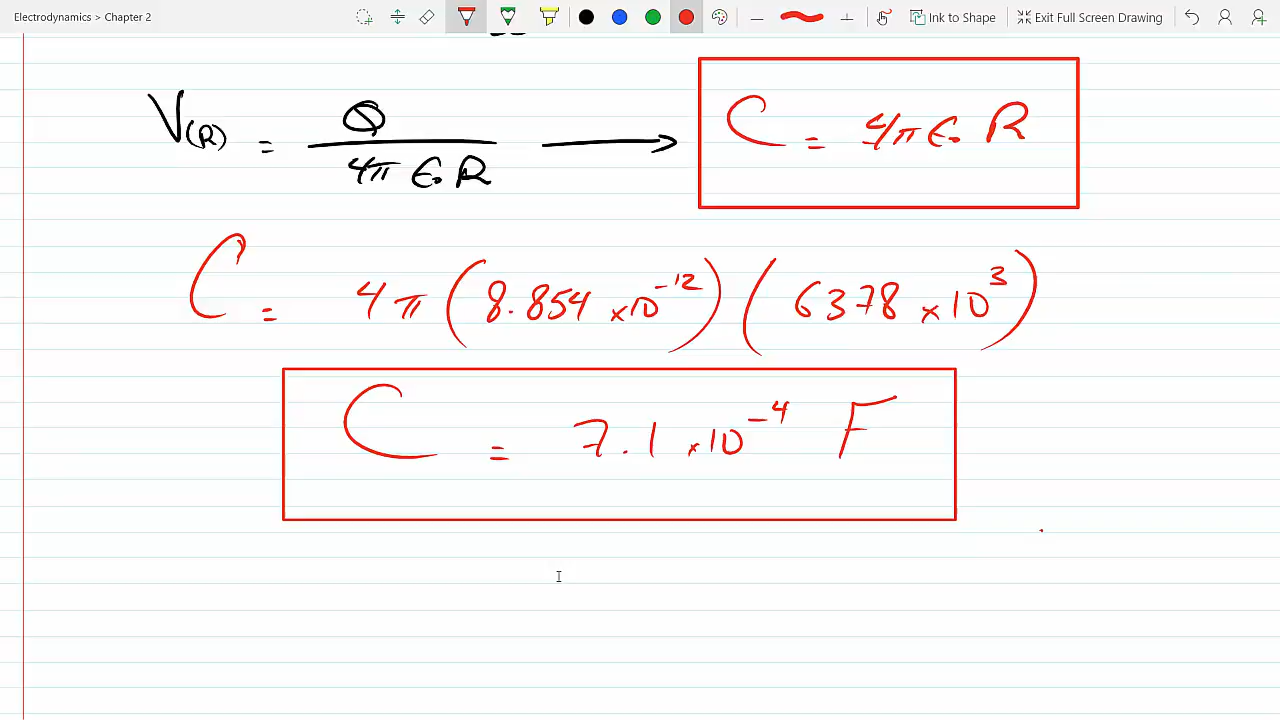 Electrodynamics > Chapter 2
Ink to Shape
Exit Full Screen Drawing
V(R) = Q / 4π ϵ₀ R → C = 4π ϵ₀ R
C = 4π (8.854 ×10⁻¹²) (6378 ×10³)
C = 7.1 ×10⁻⁴ F